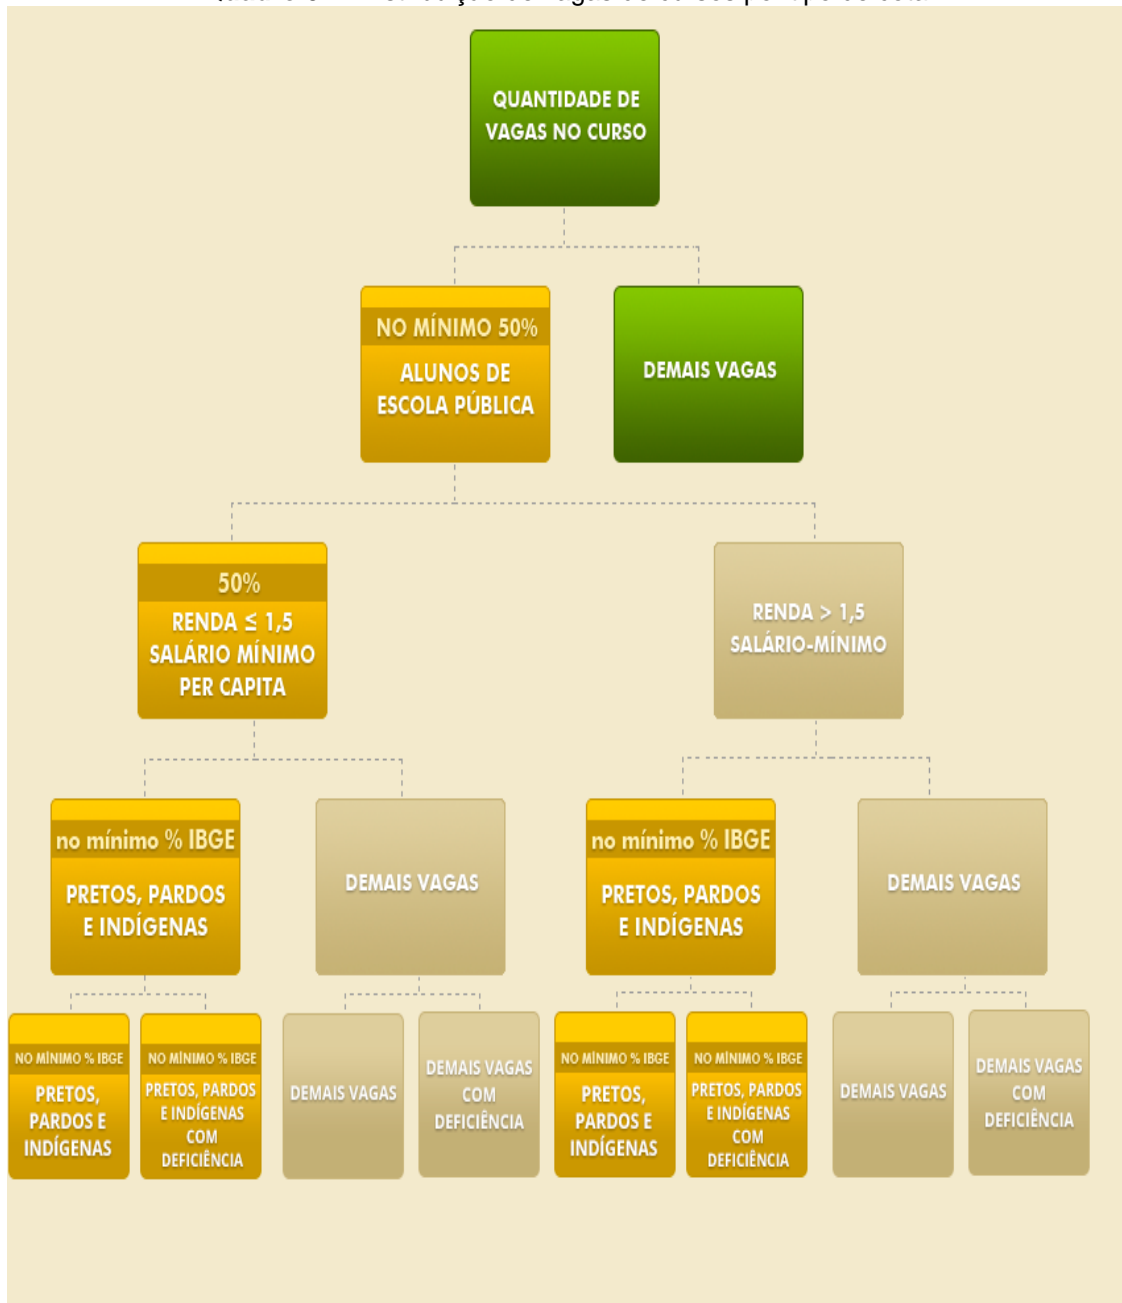 QUANTIDADE DE
VAGAS NO CURSO
NO MÍNIMO 50%
ALUNOS DE
ESCOLA PÚBLICA
DEMAIS VAGAS
50%
RENDA ≤ 1,5
SALÁRIO MÍNIMO
PER CAPITA
RENDA > 1,5
SALÁRIO-MÍNIMO
no mínimo % IBGE
PRETOS, PARDOS
E INDÍGENAS
DEMAIS VAGAS
no mínimo % IBGE
PRETOS, PARDOS
E INDÍGENAS
DEMAIS VAGAS
NO MÍNIMO % IBGE
PRETOS,
PARDOS E
INDÍGENAS
NO MÍNIMO % IBGE
PRETOS, PARDOS
E INDÍGENAS
COM
DEFICIÊNCIA
DEMAIS VAGAS
DEMAIS VAGAS
COM
DEFICIÊNCIA
NO MÍNIMO % IBGE
PRETOS,
PARDOS E
INDÍGENAS
NO MÍNIMO % IBGE
PRETOS, PARDOS
E INDÍGENAS
COM
DEFICIÊNCIA
DEMAIS VAGAS
DEMAIS VAGAS
COM
DEFICIÊNCIA